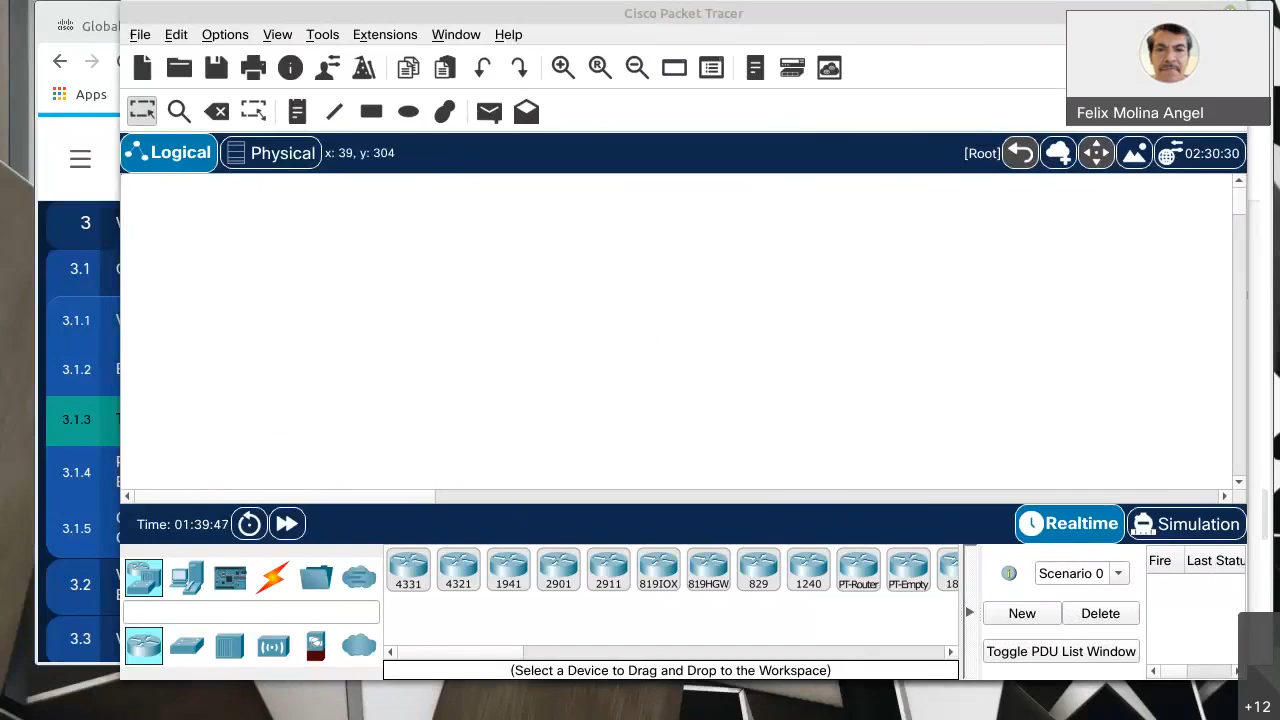 Cisco Packet Tracer
cisco Global
File Edit Options View Tools Extensions Window Help
Apps
Felix Molina Angel
Logical Physical x: 39, y: 304 [Root] 02:30:30
3
3.1
3.1.1
3.1.2
3.1.3
3.1.4
3.1.5
3.2
3.3
Time: 01:39:47 Realtime Simulation
4331 4321 1941 2901 2911 819IOX 819HGW 829 1240 PT-Router PT-Empty 18
Scenario 0
Fire Last Statu
New Delete
Toggle PDU List Window
(Select a Device to Drag and Drop to the Workspace)
+12